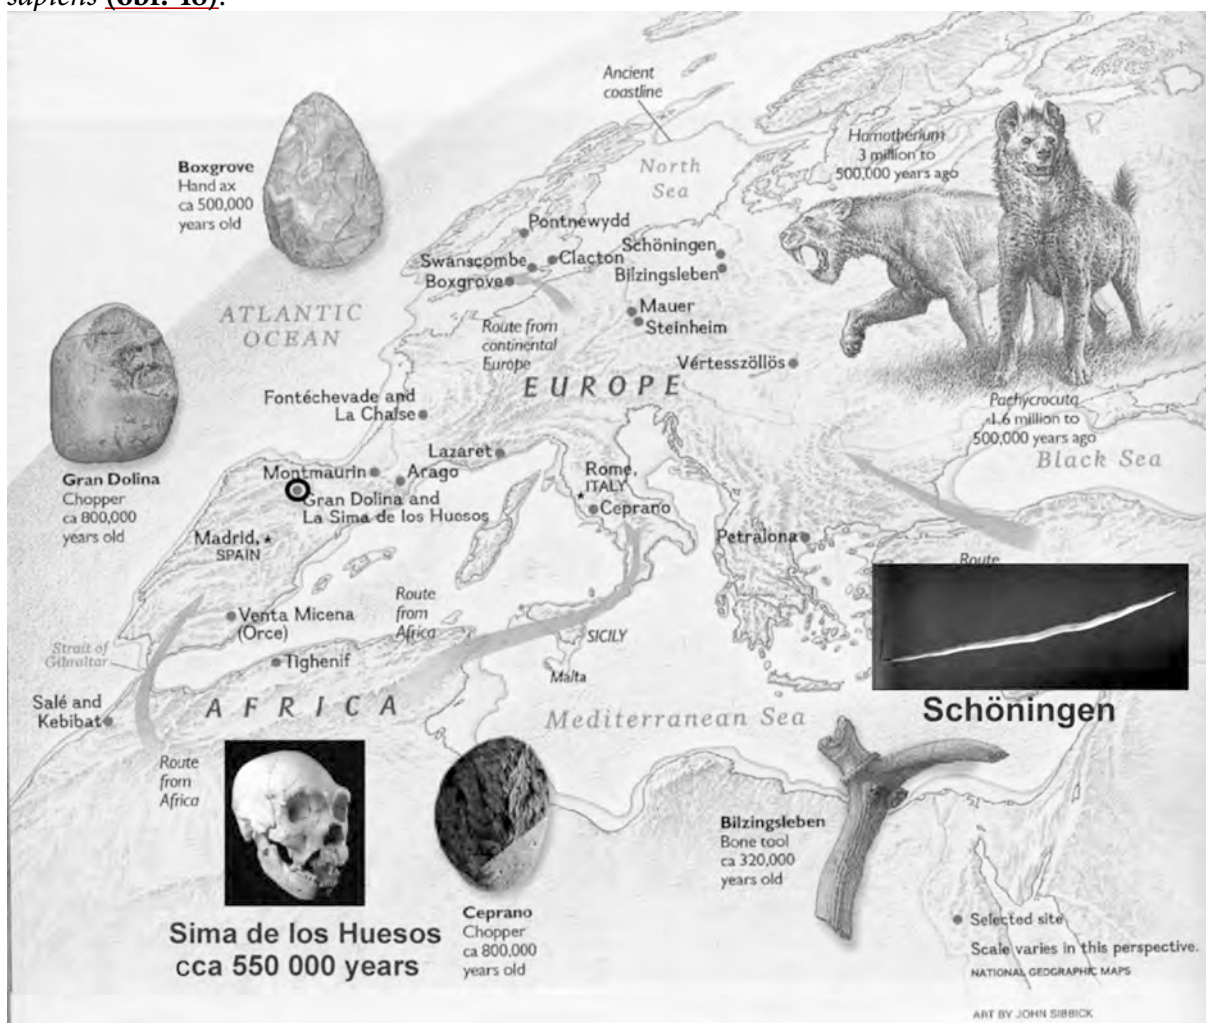 sapiens (obr. 48).
Ancient
coastline
Homotherium
3 million to
500,000 years ago
Boxgrove
Hand ax
ca 500,000
years old
North
Sea
Pontnewydd
Schöningen
Swanscombe
Clacton
Bilzingsleben
Boxgrove
ATLANTIC
OCEAN
Mauer
Steinheim
Route from
continental
Europe
Vértesszöllös
EUROPE
Fontéchevade and
La Chaise
Pachycrocuta
1.6 million to
500,000 years ago
Black Sea
Lazaret
Gran Dolina
Chopper
ca 800,000
years old
Montmaurin
Arago
Rome,
ITALY
Gran Dolina and
La Sima de los Huesos
Ceprano
Madrid,
SPAIN
Petralona
Route
Route
from
Africa
Venta Micena
(Orce)
SICILY
Strait of
Gibraltar
Tighenif
Malta
Salé and
Kebibat
AFRICA
Mediterranean Sea
Schöningen
Route
from
Africa
Bilzingsleben
Bone tool
ca 320,000
years old
Sima de los Huesos
cca 550 000 years
Ceprano
Chopper
ca 800,000
years old
Selected site
Scale varies in this perspective.
NATIONAL GEOGRAPHIC MAPS
ART BY JOHN SIBBICK